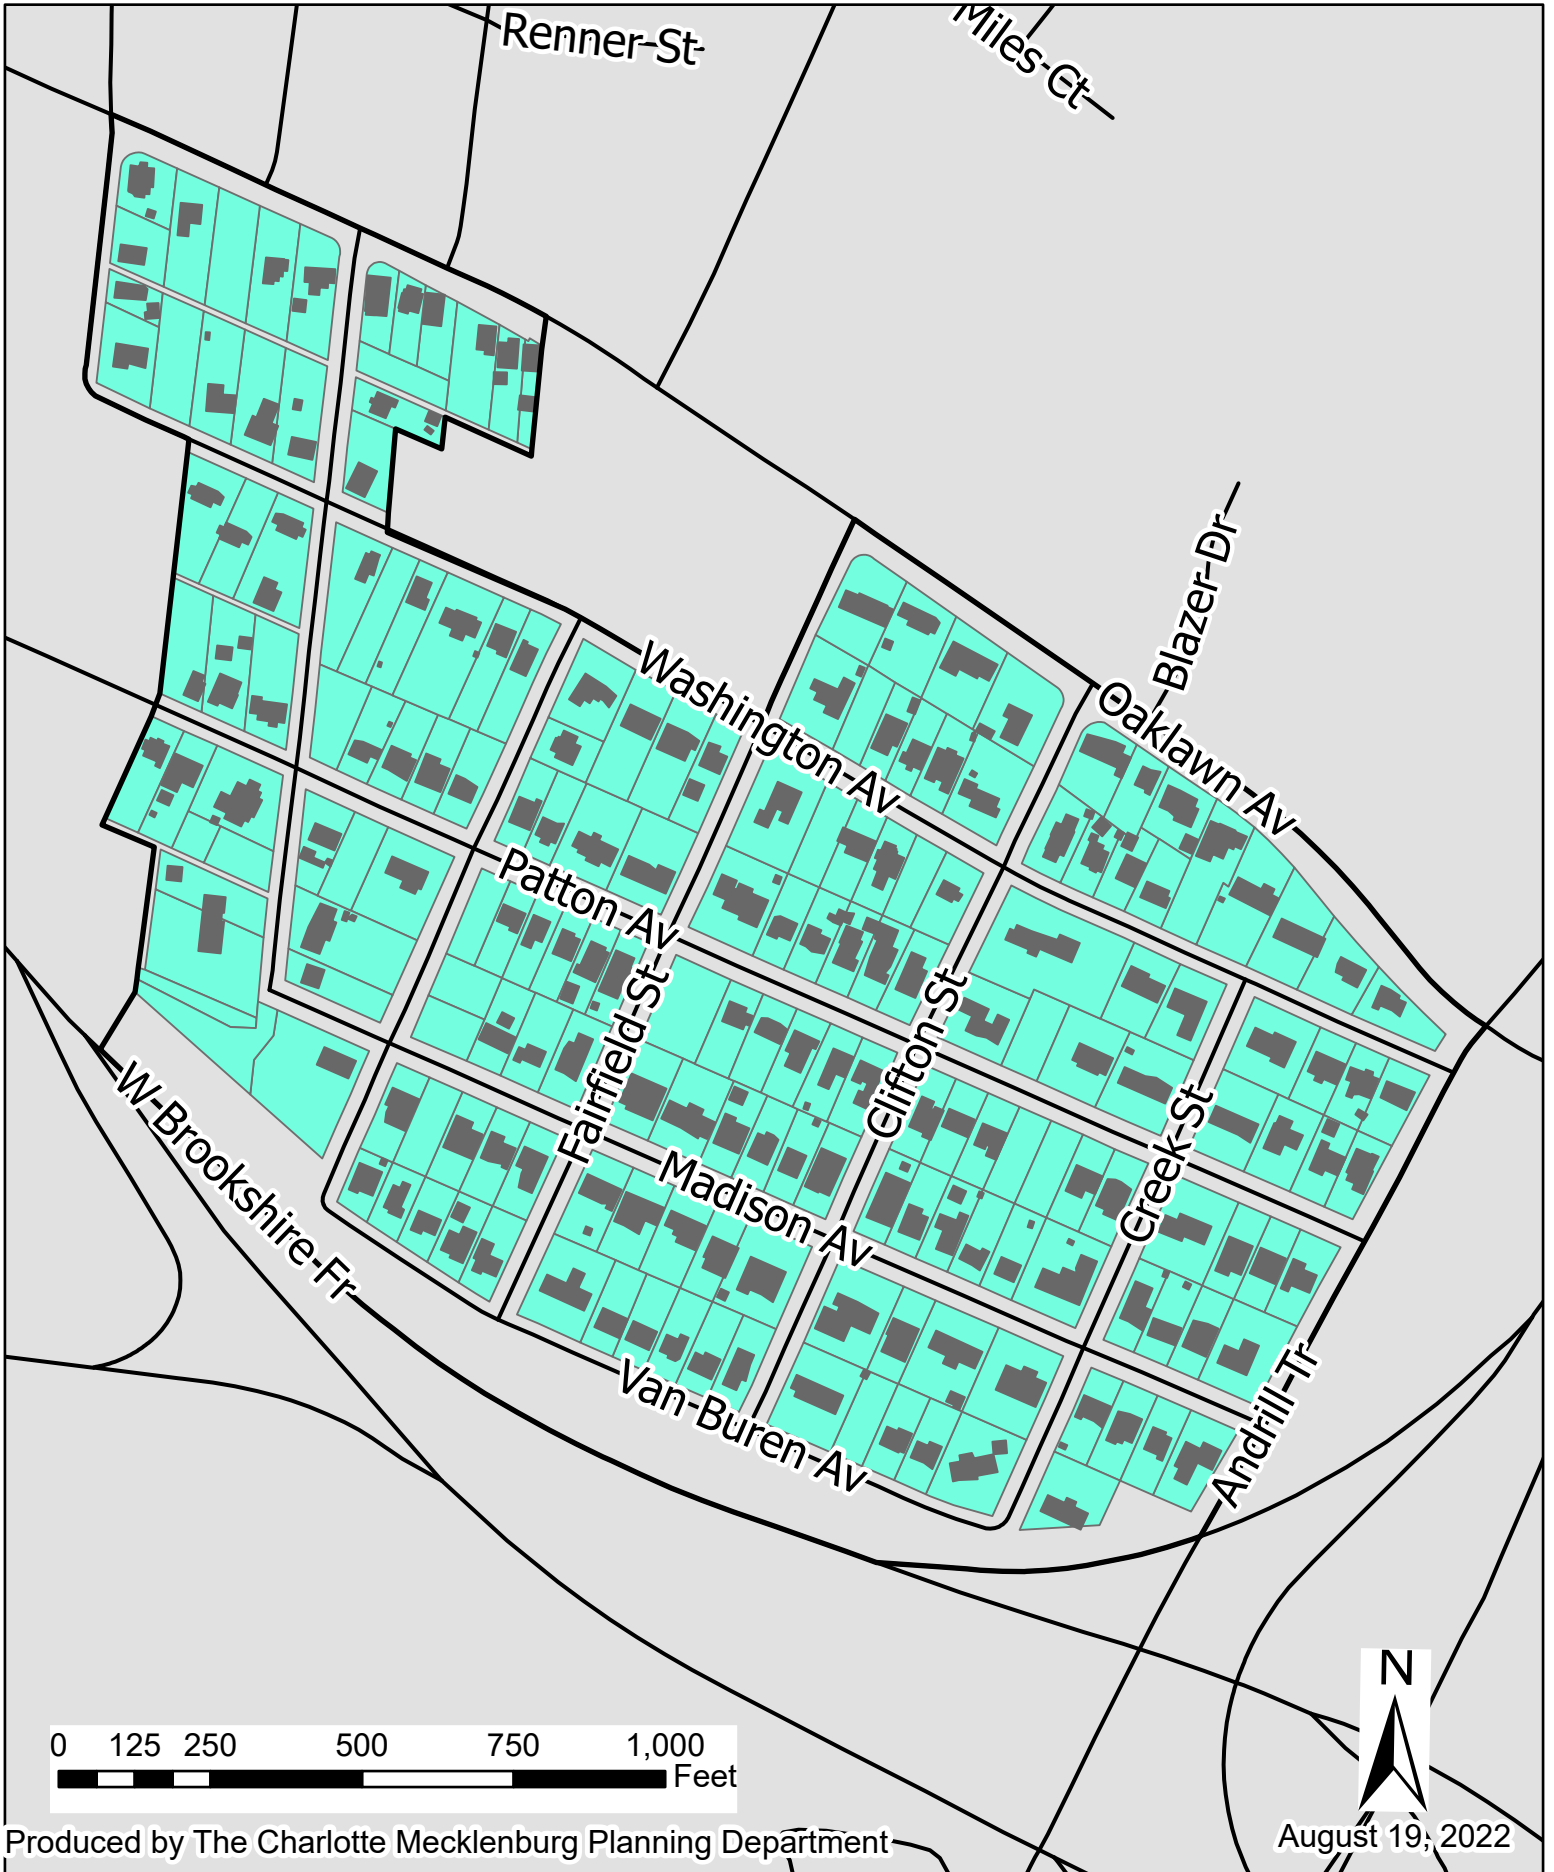 Renner St
Miles Ct
Blazer Dr
Oaklawn Av
Washington Av
Patton Av
Fairfield St
Clifton St
Creek St
W Brookshire Fr
Madison Av
Van Buren Av
Andrill Tr
N
0 125 250 500 750 1,000
Feet
Produced by The Charlotte Mecklenburg Planning Department
August 19, 2022